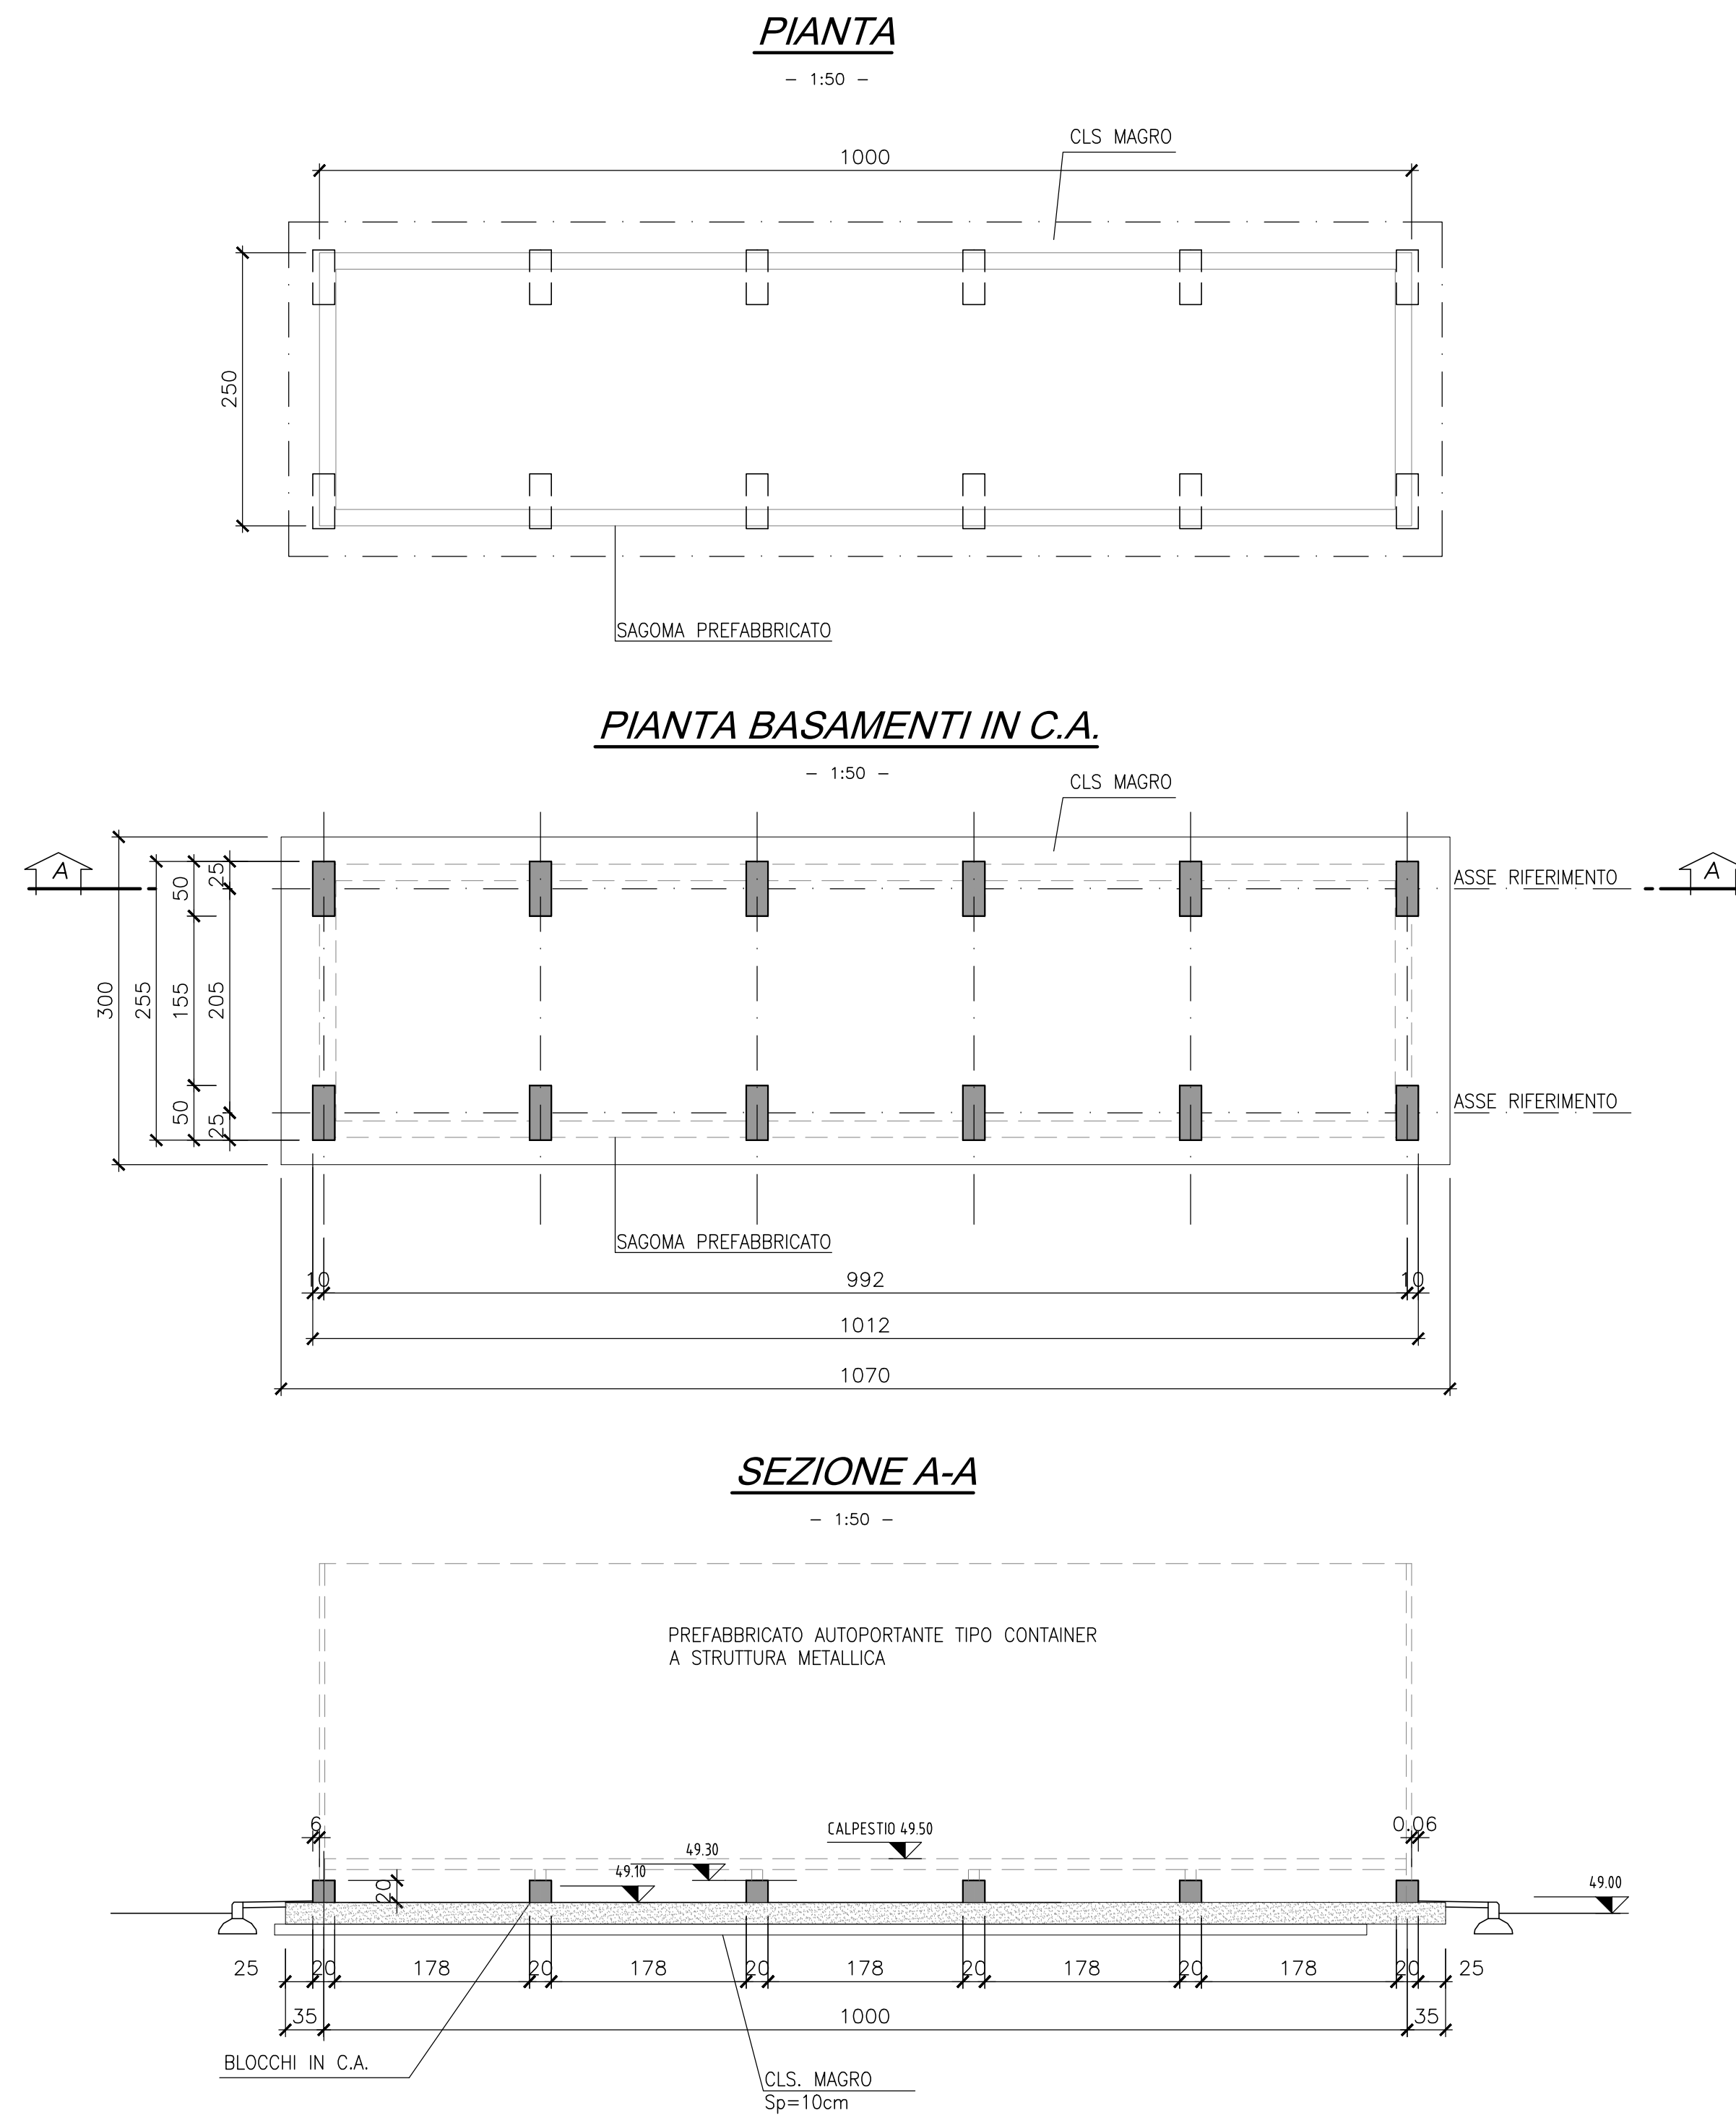 PIANTA
- 1:50 -
CLS MAGRO
1000
250
SAGOMA PREFABBRICATO
PIANTA BASAMENTI IN C.A.
- 1:50 -
CLS MAGRO
A
A
ASSE RIFERIMENTO
25
50
300
255
155
205
50
25
ASSE RIFERIMENTO
SAGOMA PREFABBRICATO
10
992
10
1012
1070
SEZIONE A-A
- 1:50 -
PREFABBRICATO AUTOPORTANTE TIPO CONTAINER
A STRUTTURA METALLICA
6
CALPESTIO 49.50
0.06
49.30
49.10
20
49.00
25
20
178
20
178
20
178
20
178
20
178
20
25
35
1000
35
BLOCCHI IN C.A.
CLS. MAGRO
Sp=10cm